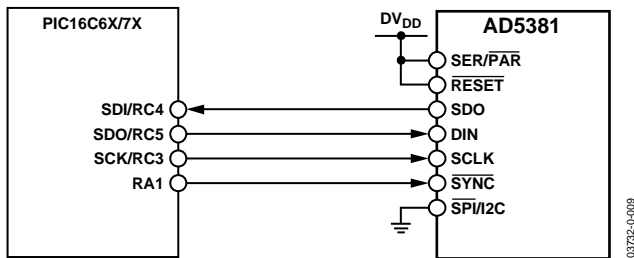 PIC16C6X/7X
SDI/RC4
SDO/RC5
SCK/RC3
RA1
DVDD
AD5381
SER/PAR
RESET
SDO
DIN
SCLK
SYNC
SPI/I2C
03732-0-009